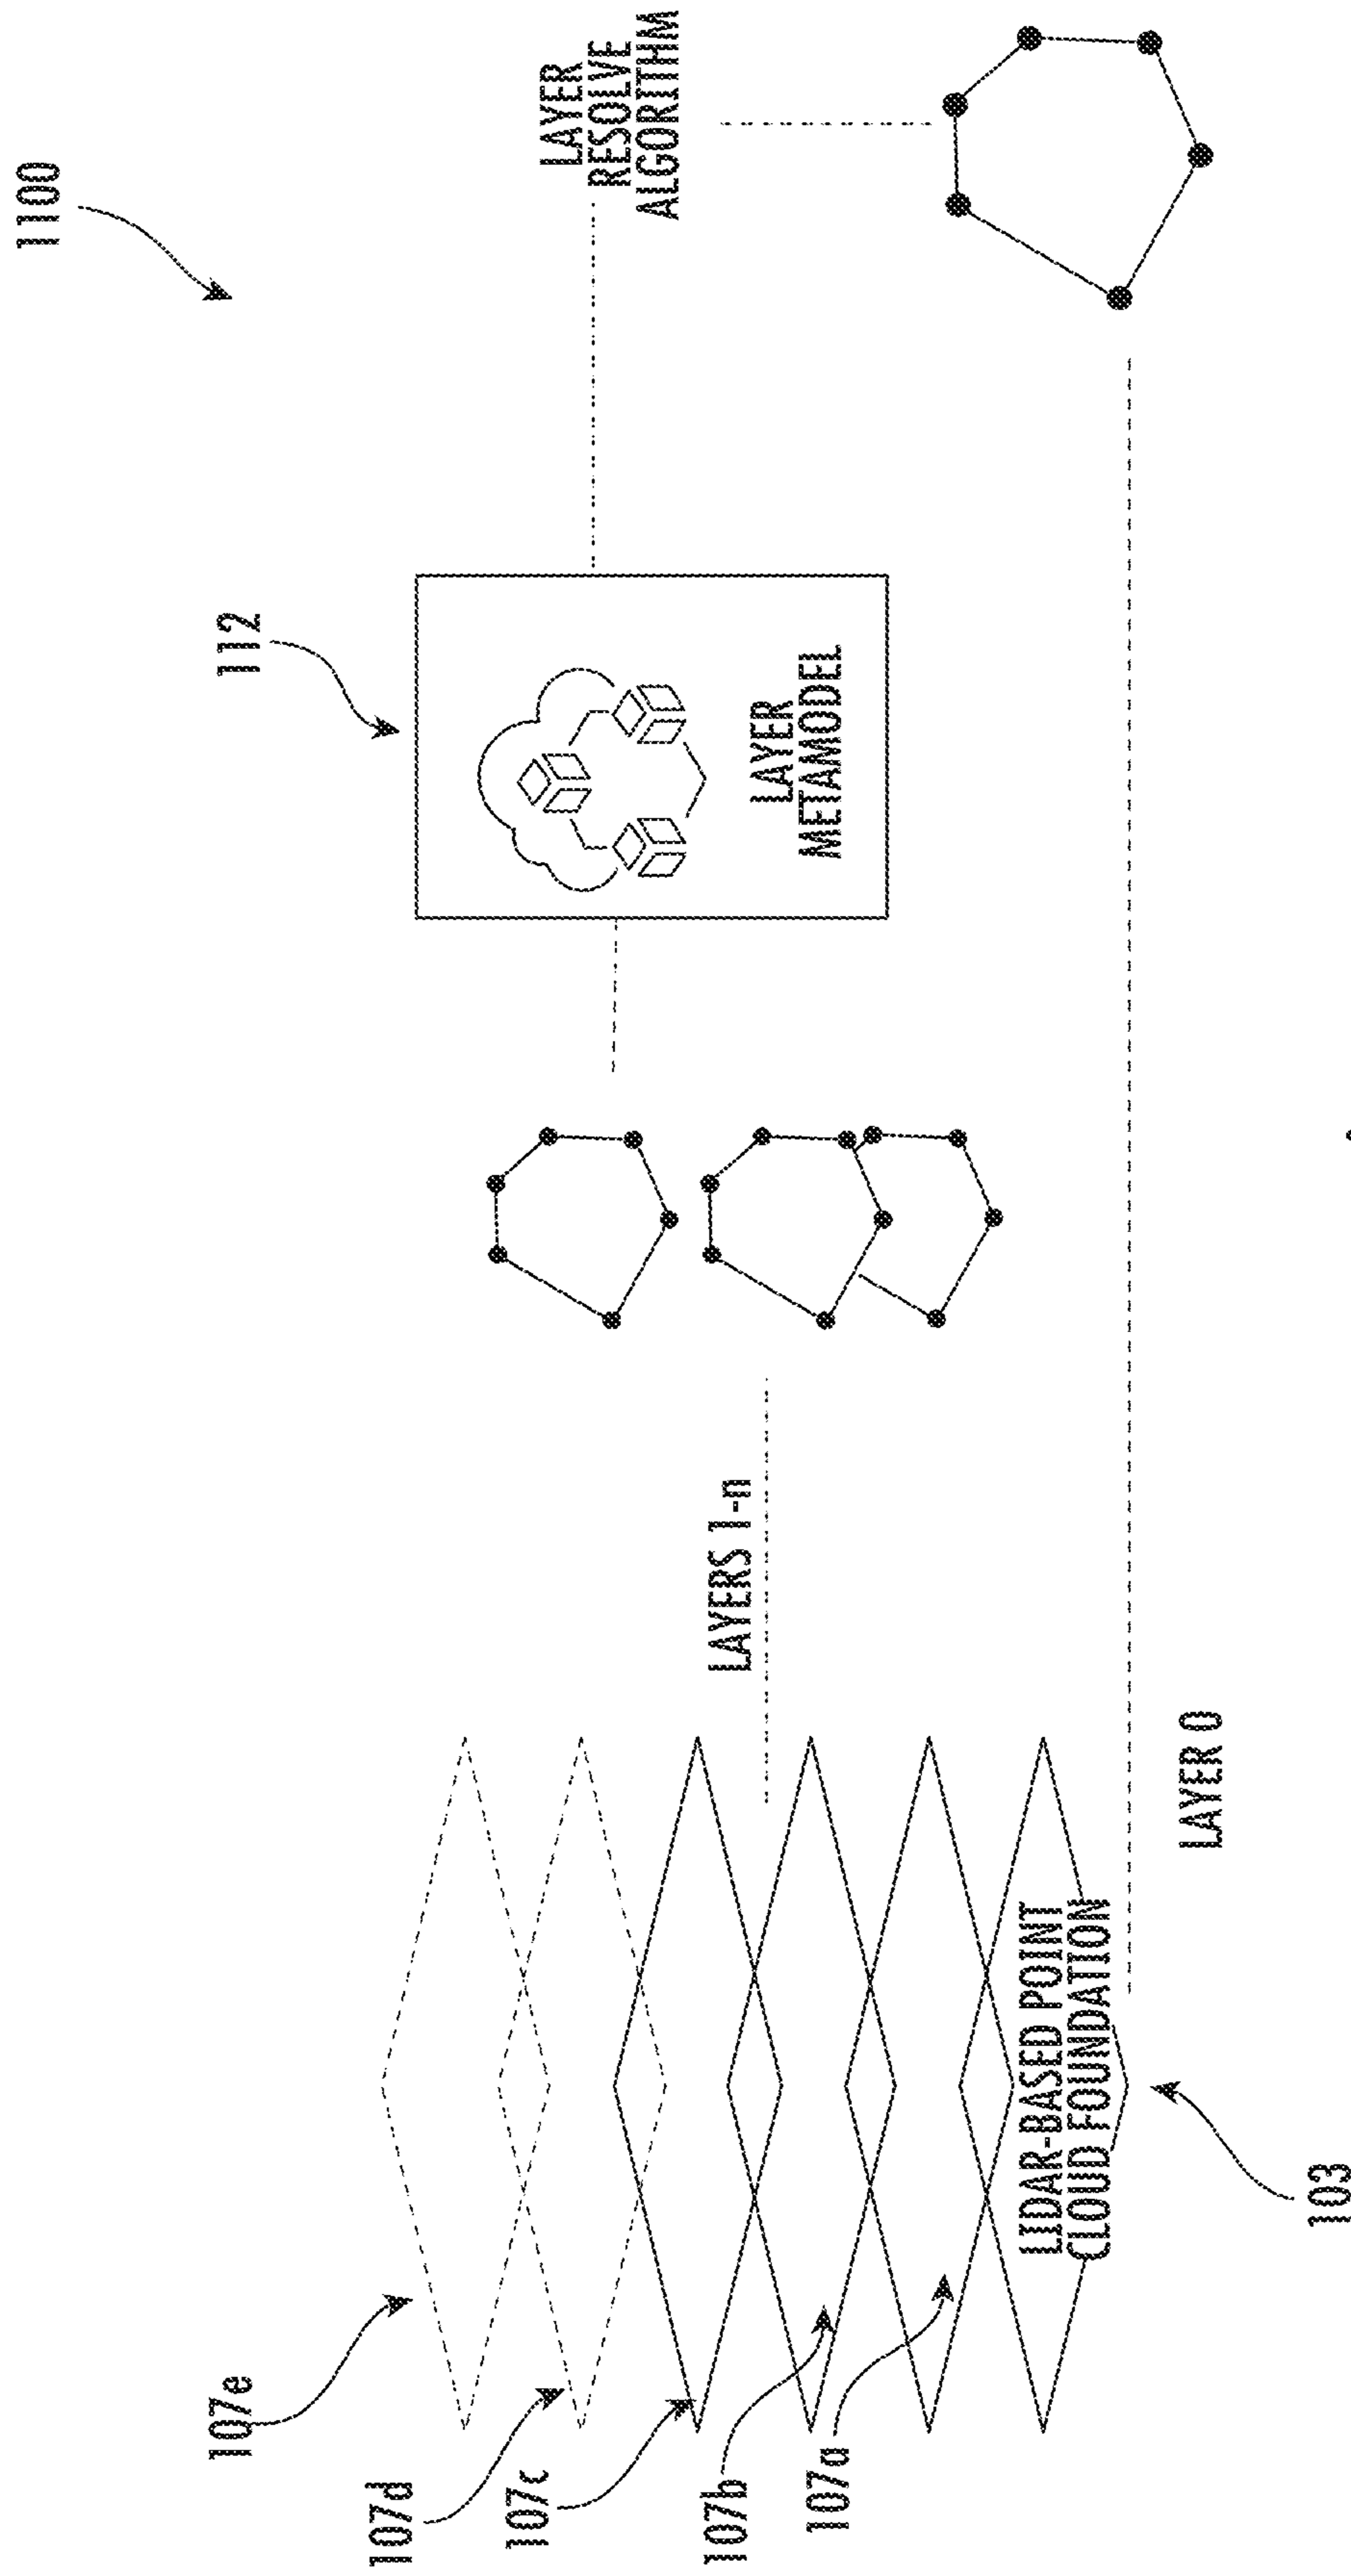 1100
112
LAYER
RESOLVE
ALGORITHM
LAYER
METAMODEL
LAYERS 1-n
107e
107d
107c
107b
107a
LIDAR-BASED POINT
CLOUD FOUNDATION
LAYER 0
103